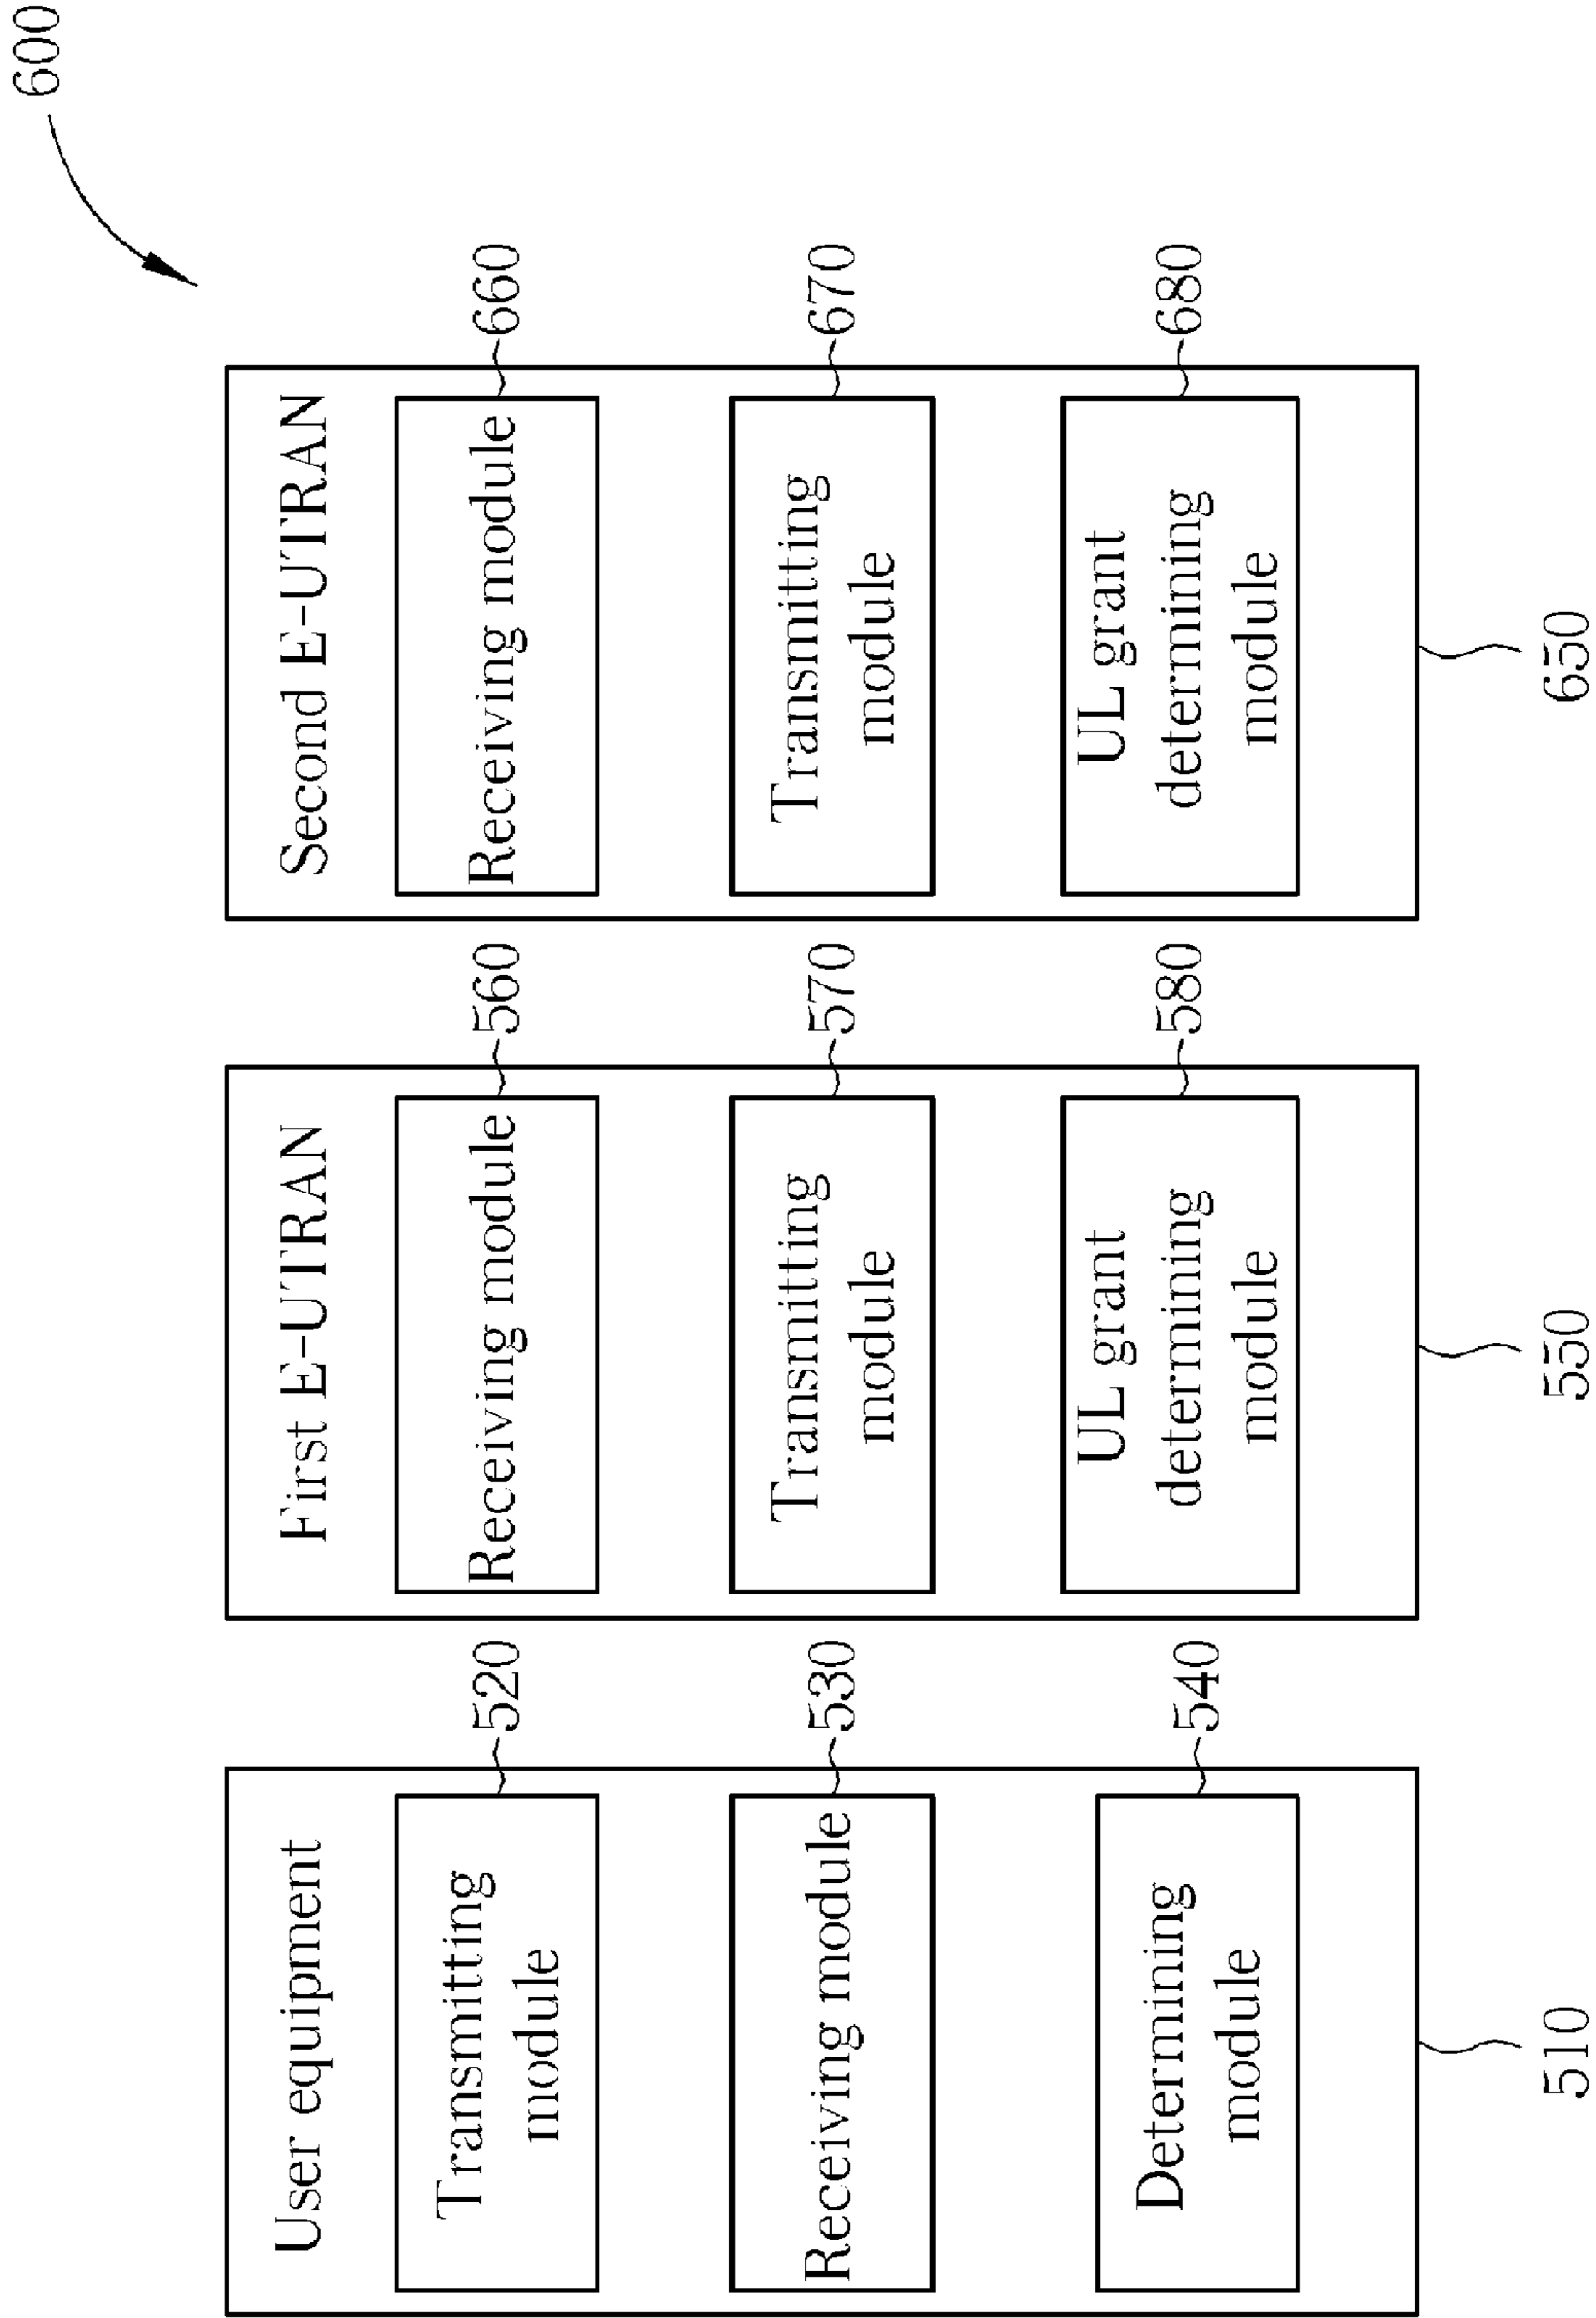 600
User equipment
Transmitting
module
520
Receiving module
530
Determining
module
540
510
First E-UTRAN
Receiving module
560
Transmitting
module
570
UL grant
determining
module
580
550
Second E-UTRAN
Receiving module
660
Transmitting
module
670
UL grant
determining
module
680
650